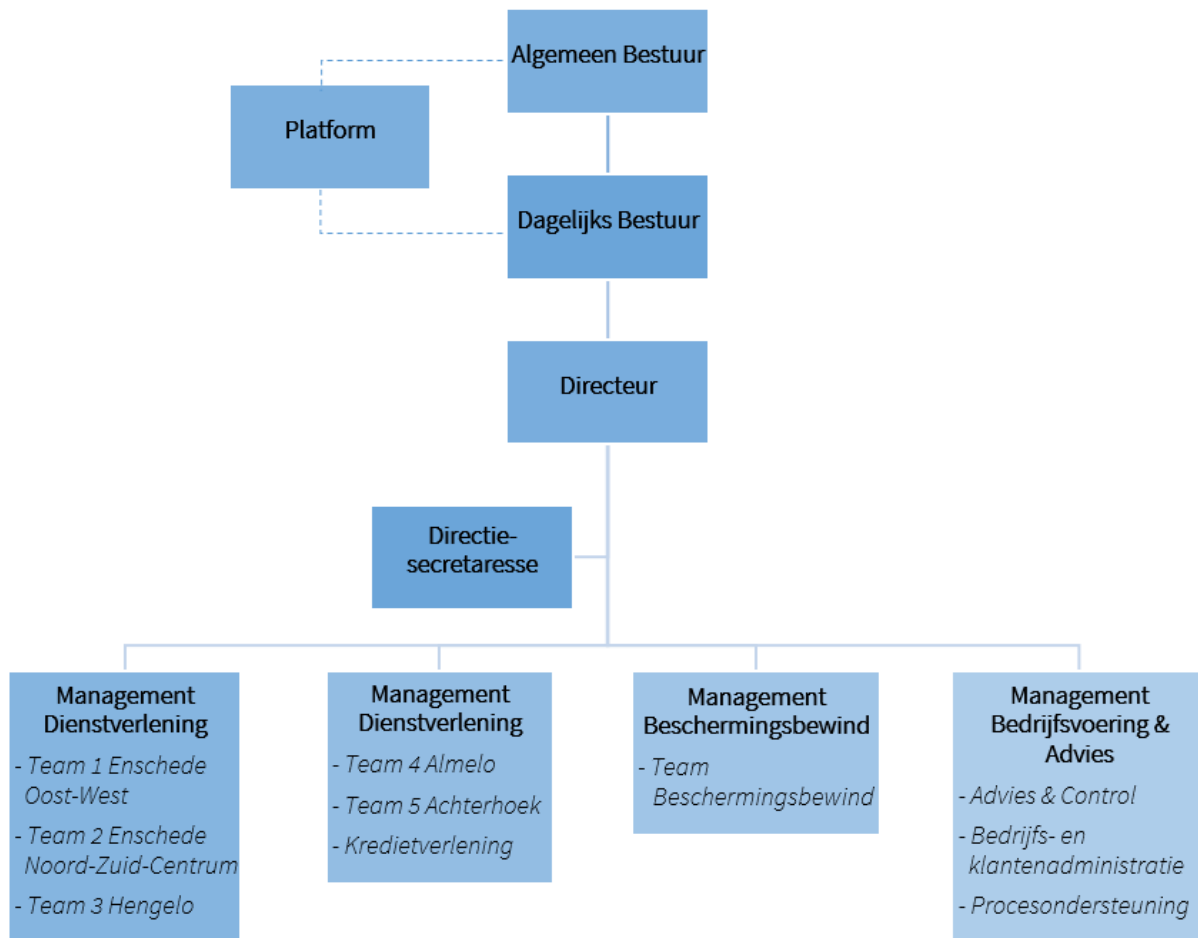 Algemeen Bestuur
Platform
Dagelijks Bestuur
Directeur
Directie-
secretaresse
Management
Dienstverlening
- Team 1 Enschede
Oost-West
- Team 2 Enschede
Noord-Zuid-Centrum
- Team 3 Hengelo
Management
Dienstverlening
- Team 4 Almelo
- Team 5 Achterhoek
- Kredietverlening
Management
Beschermingsbewind
- Team
Beschermingsbewind
Management
Bedrijfsvoering &
Advies
- Advies & Control
- Bedrijfs- en
klantenadministratie
- Procesondersteuning